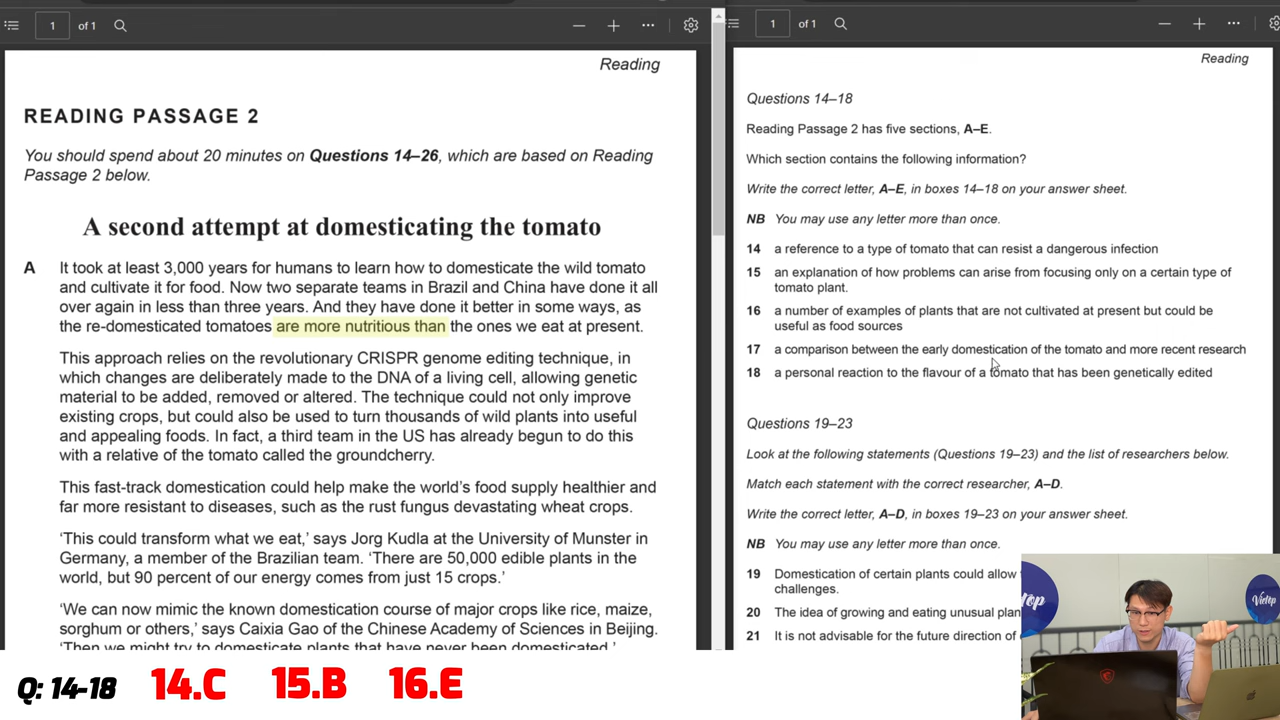 1 of 1
Reading
READING PASSAGE 2
You should spend about 20 minutes on Questions 14–26, which are based on Reading
Passage 2 below.
A second attempt at domesticating the tomato
A It took at least 3,000 years for humans to learn how to domesticate the wild tomato
and cultivate it for food. Now two separate teams in Brazil and China have done it all
over again in less than three years. And they have done it better in some ways, as
the re-domesticated tomatoes are more nutritious than the ones we eat at present.
This approach relies on the revolutionary CRISPR genome editing technique, in
which changes are deliberately made to the DNA of a living cell, allowing genetic
material to be added, removed or altered. The technique could not only improve
existing crops, but could also be used to turn thousands of wild plants into useful
and appealing foods. In fact, a third team in the US has already begun to do this
with a relative of the tomato called the groundcherry.
This fast-track domestication could help make the world's food supply healthier and
far more resistant to diseases, such as the rust fungus devastating wheat crops.
'This could transform what we eat,' says Jorg Kudla at the University of Munster in
Germany, a member of the Brazilian team. 'There are 50,000 edible plants in the
world, but 90 percent of our energy comes from just 15 crops.'
'We can now mimic the known domestication course of major crops like rice, maize,
sorghum or others,' says Caixia Gao of the Chinese Academy of Sciences in Beijing.
'Then we might try to domesticate plants that have never been domesticated.'
1 of 1
Reading
Questions 14–18
Reading Passage 2 has five sections, A–E.
Which section contains the following information?
Write the correct letter, A–E, in boxes 14–18 on your answer sheet.
NB You may use any letter more than once.
14 a reference to a type of tomato that can resist a dangerous infection
15 an explanation of how problems can arise from focusing only on a certain type of
tomato plant.
16 a number of examples of plants that are not cultivated at present but could be
useful as food sources
17 a comparison between the early domestication of the tomato and more recent research
18 a personal reaction to the flavour of a tomato that has been genetically edited
Questions 19–23
Look at the following statements (Questions 19–23) and the list of researchers below.
Match each statement with the correct researcher, A–D.
Write the correct letter, A–D, in boxes 19–23 on your answer sheet.
NB You may use any letter more than once.
19 Domestication of certain plants could allow
challenges.
20 The idea of growing and eating unusual plan
21 It is not advisable for the future direction of
VieTop
Q: 14-18 14.C 15.B 16.E